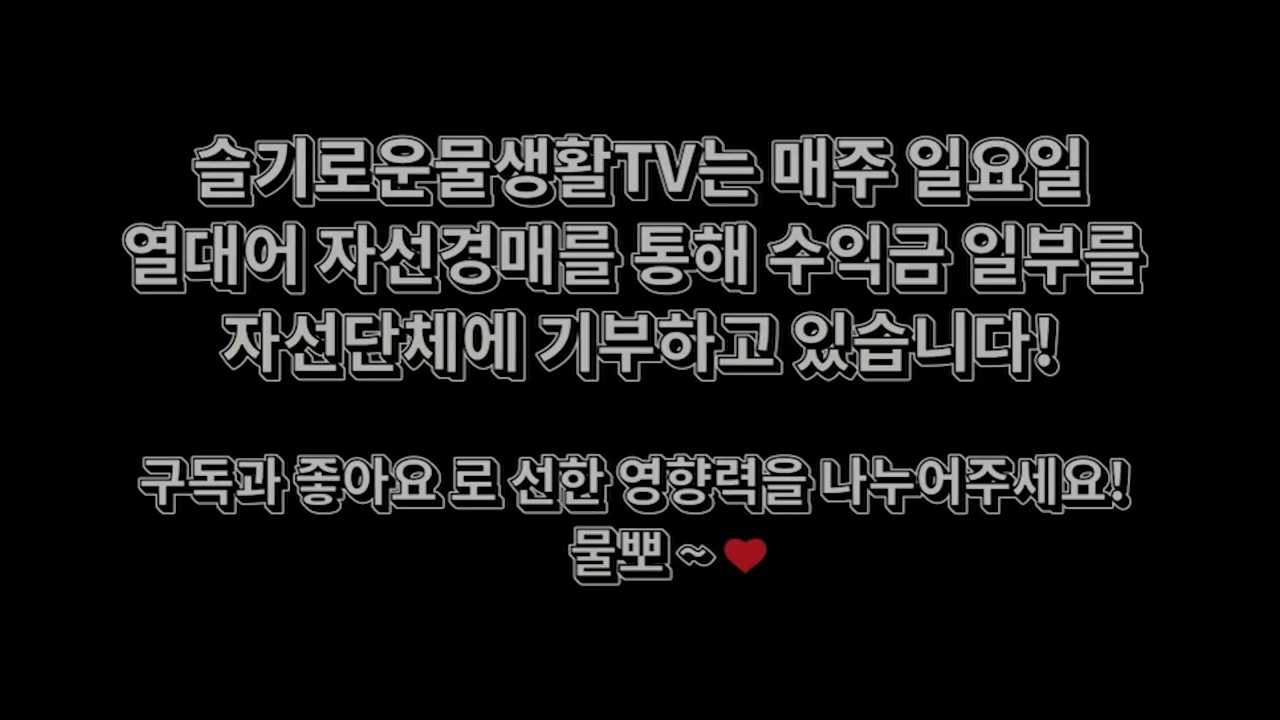 슬기로운물생활TV는 매주 일요일
열대어 자선경매를 통해 수익금 일부를
자선단체에 기부하고 있습니다!
구독과 좋아요 로 선한 영향력을 나누어주세요!
물뽀 ~ ❤